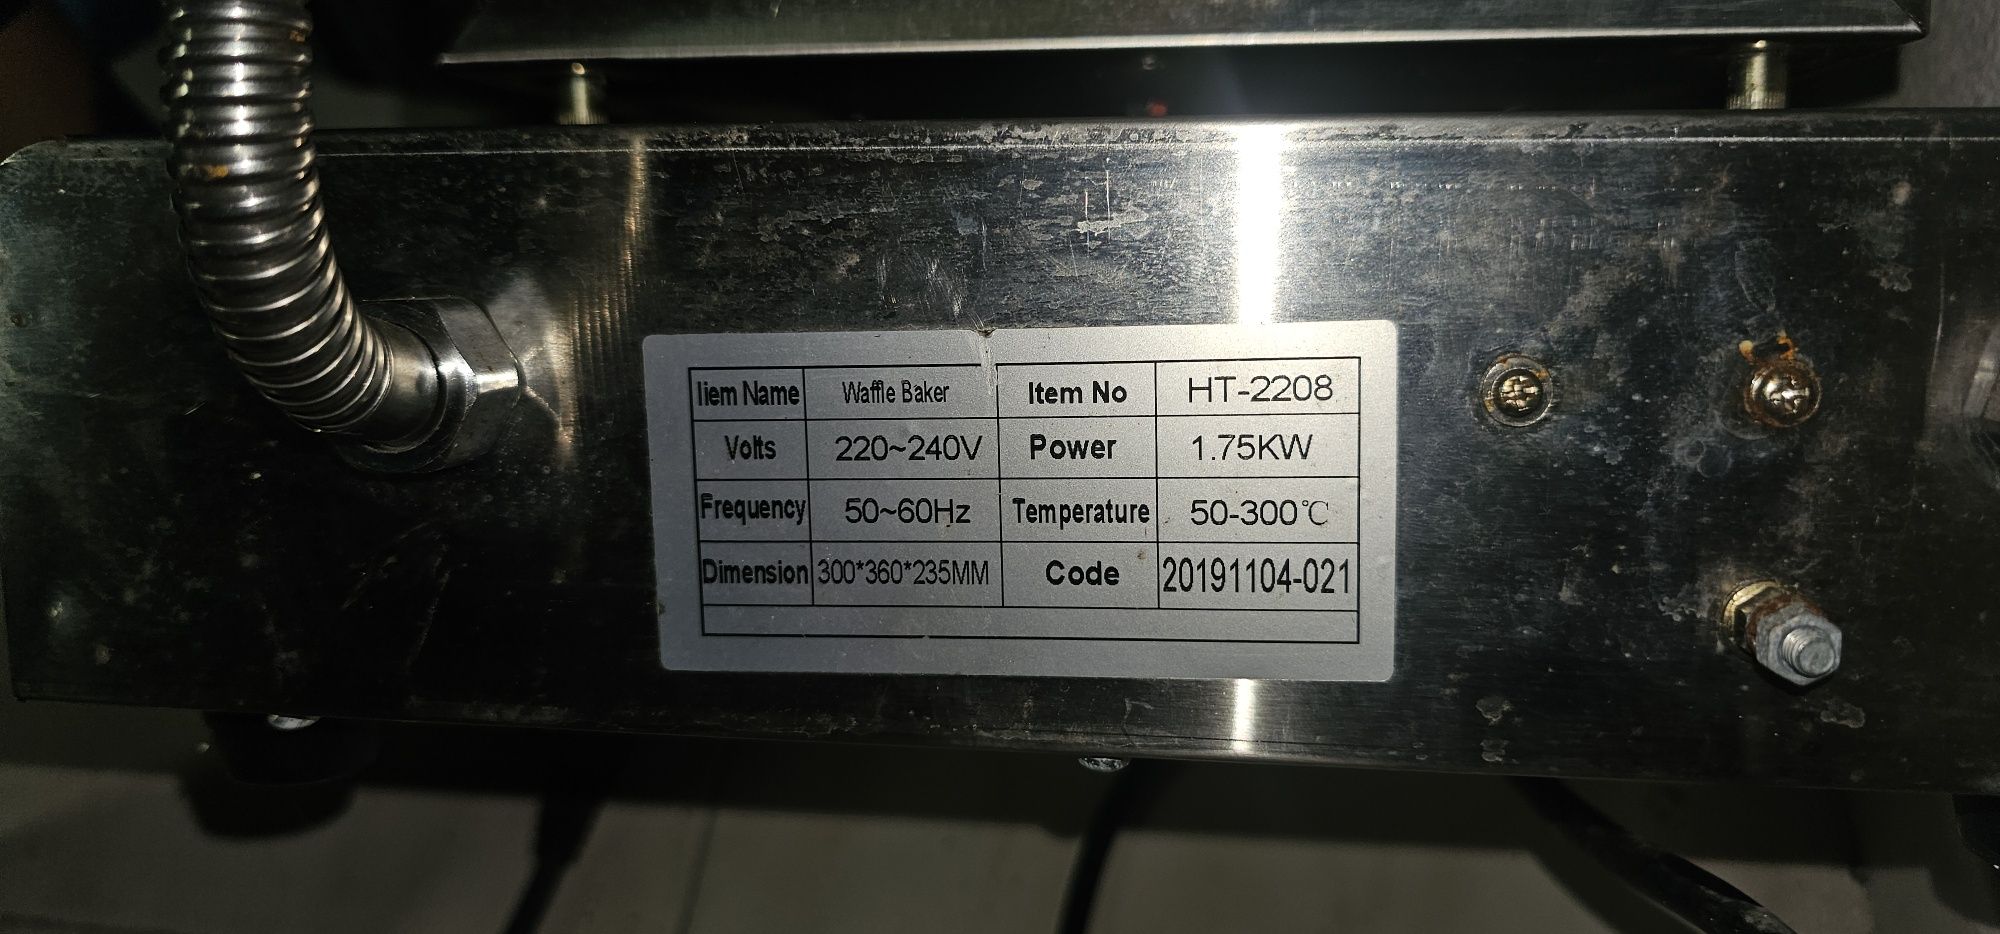 Iiem Name Waffle Baker Item No HT-2208
Volts 220~240V Power 1.75KW
Frequency 50~60Hz Temperature 50-300℃
Dimension 300*360*235MM Code 20191104-021